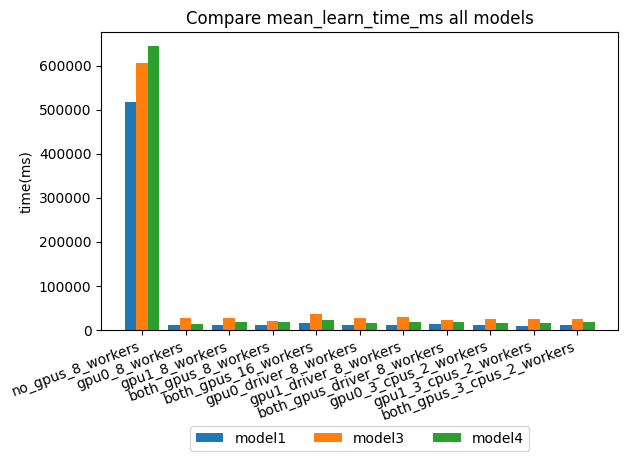 Compare mean_learn_time_ms all models
time(ms)
600000
500000
400000
300000
200000
100000
0
no_gpus_8_workers
gpu0_8_workers
gpu1_8_workers
both_gpus_8_workers
both_gpus_16_workers
gpu0_driver_8_workers
gpu1_driver_8_workers
both_gpus_driver_8_workers
gpu0_3_cpus_2_workers
gpu1_3_cpus_2_workers
both_gpus_3_cpus_2_workers
model1 model3 model4